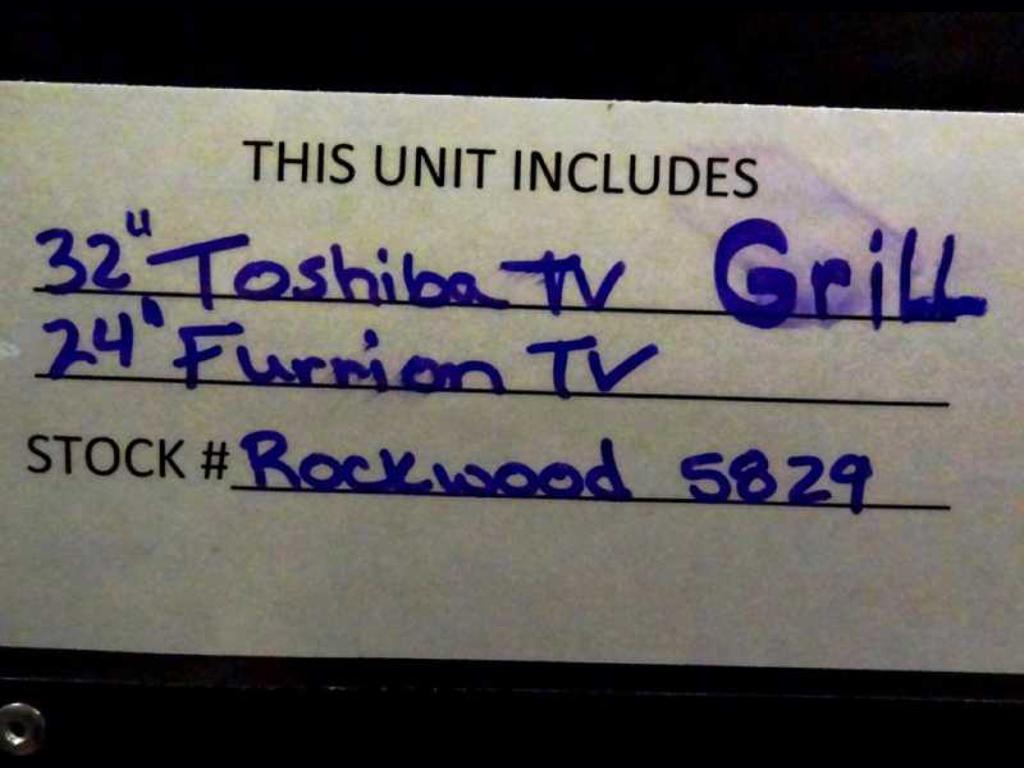 THIS UNIT INCLUDES
32" Toshiba TV Grill
24" Furrion TV
STOCK # Rockwood 5829